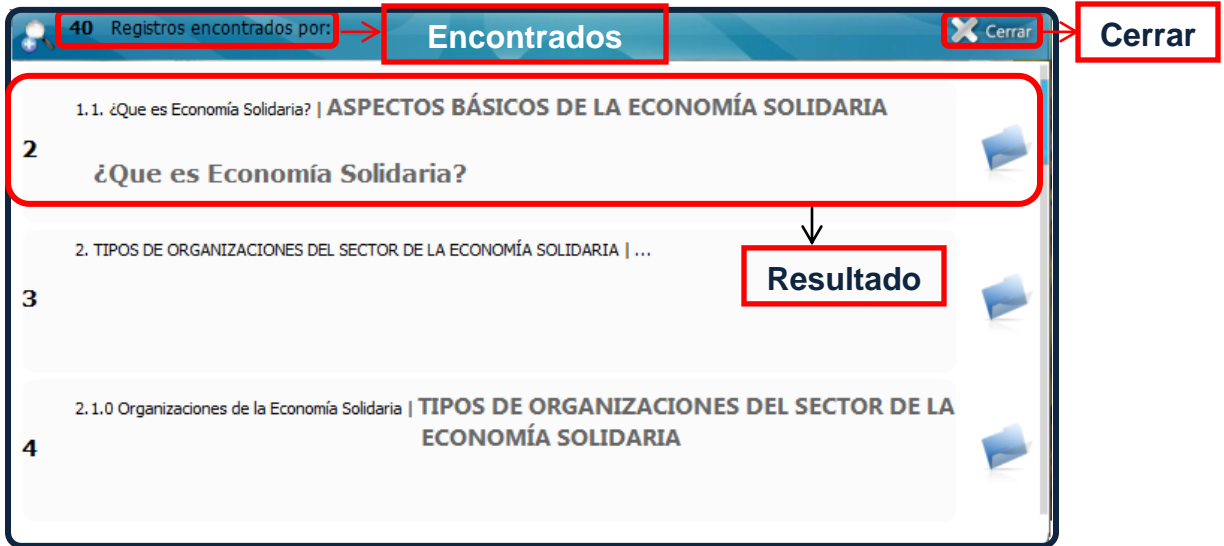 40 Registros encontrados por:
Encontrados
Cerrar
Cerrar
1.1. ¿Que es Economía Solidaria? | ASPECTOS BÁSICOS DE LA ECONOMÍA SOLIDARIA
2
¿Que es Economía Solidaria?
2. TIPOS DE ORGANIZACIONES DEL SECTOR DE LA ECONOMÍA SOLIDARIA | ...
Resultado
3
2.1.0 Organizaciones de la Economía Solidaria | TIPOS DE ORGANIZACIONES DEL SECTOR DE LA
ECONOMÍA SOLIDARIA
4